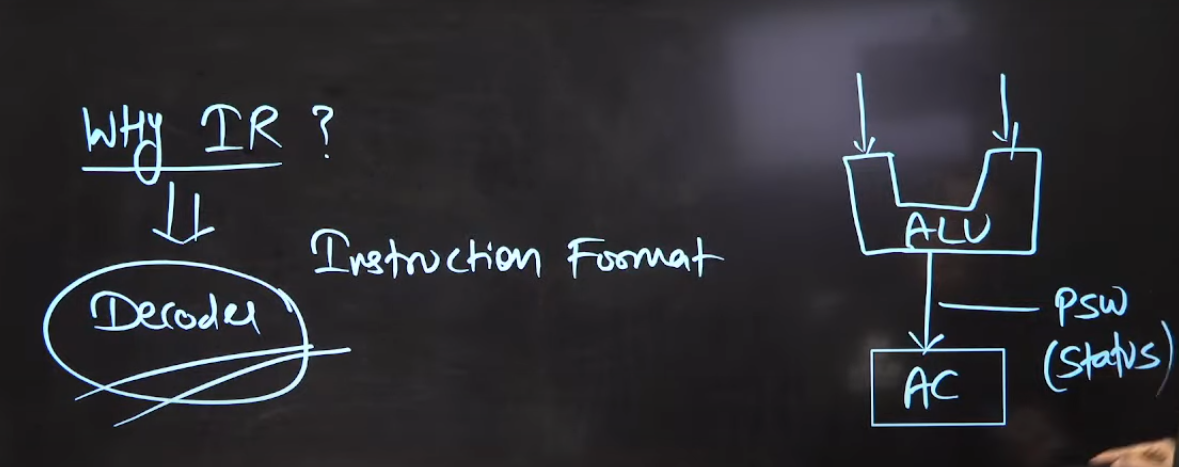 Why IR ?
Instruction Format
Decoder
ALU
PSW
(Status)
AC